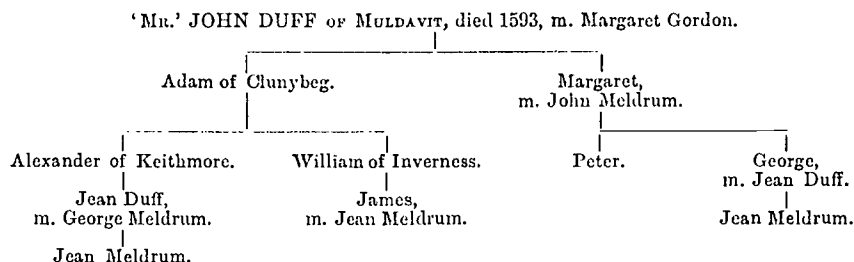 ‘Mr.’ JOHN DUFF of Muldavit, died 1593, m. Margaret Gordon.
Adam of Clunybeg. Margaret,
m. John Meldrum.
Alexander of Keithmore. William of Inverness. Peter. George,
m. Jean Duff.
Jean Duff, James,
m. George Meldrum. m. Jean Meldrum. Jean Meldrum.
Jean Meldrum.